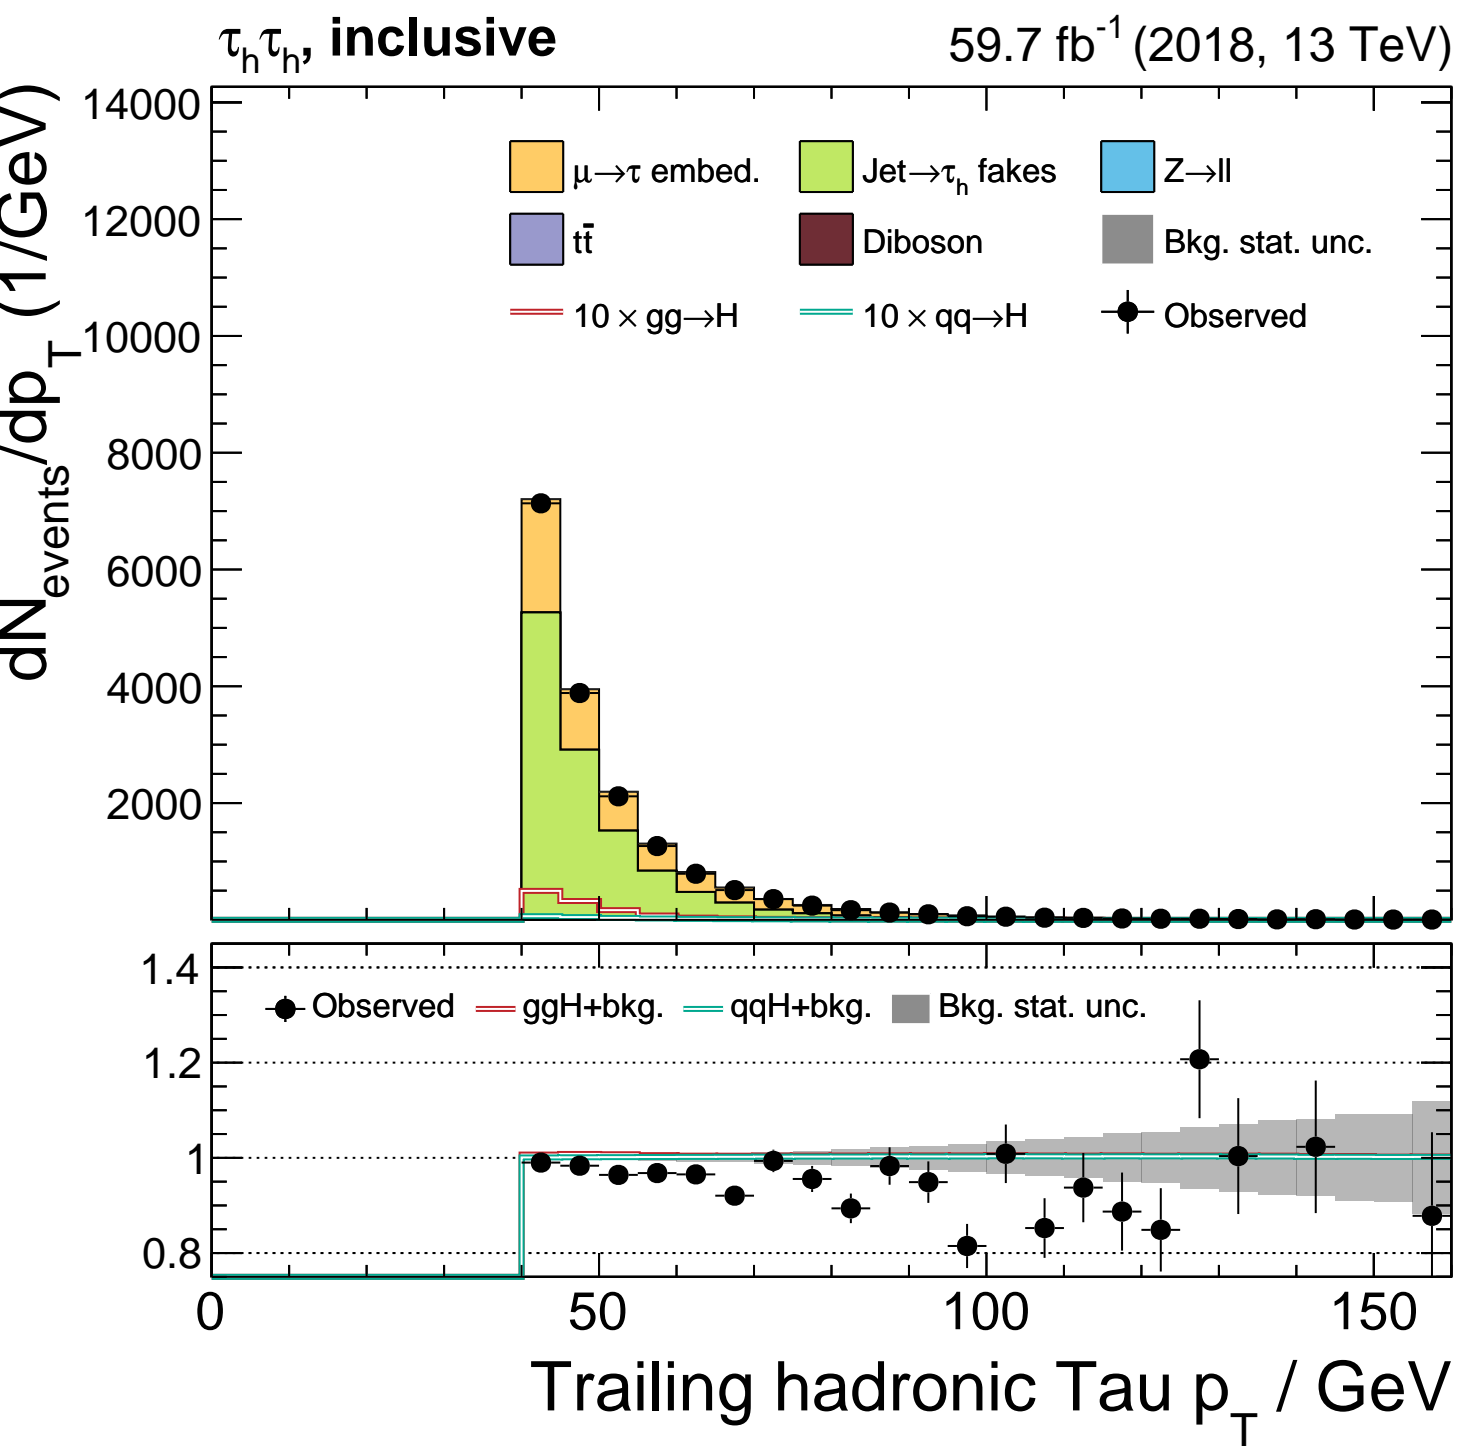 τhτh, inclusive 59.7 fb-1 (2018, 13 TeV)
dNevents/dpT (1/GeV)
14000
12000
10000
8000
6000
4000
2000
μ→τ embed. Jet→τh fakes Z→ll
tt̄ Diboson Bkg. stat. unc.
10 × gg→H 10 × qq→H Observed
1.4
1.2
1
0.8
Observed ggH+bkg. qqH+bkg. Bkg. stat. unc.
0 50 100 150
Trailing hadronic Tau pT / GeV